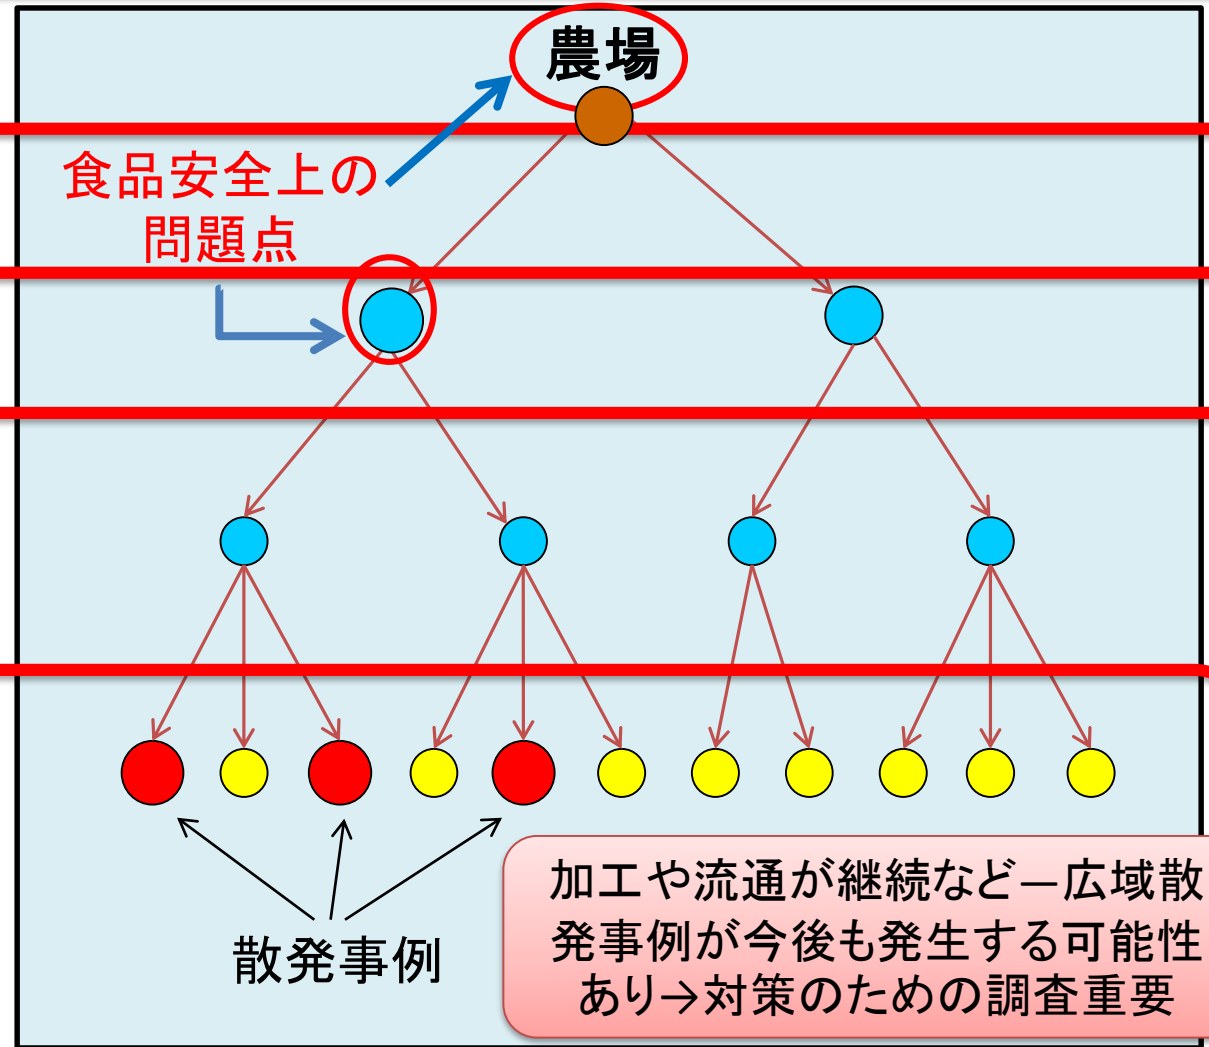 農場
食品安全上の
問題点
散発事例
加工や流通が継続など―広域散
発事例が今後も発生する可能性
あり→対策のための調査重要